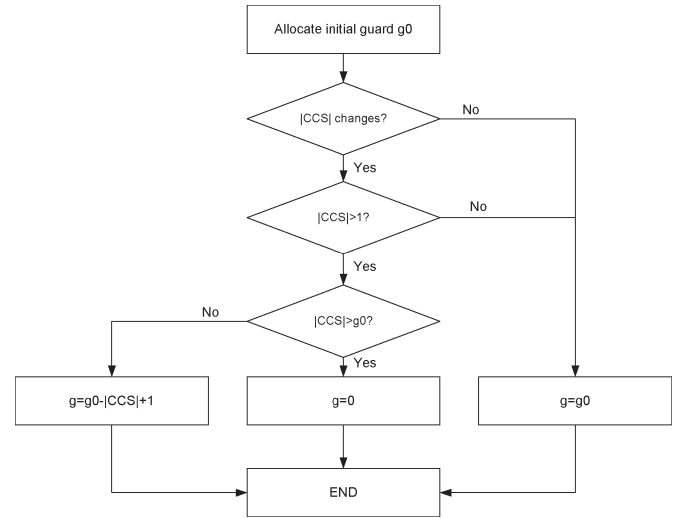 Allocate initial guard g0
|CCS| changes?
No
Yes
|CCS|>1?
No
Yes
|CCS|>g0?
No
Yes
g=g0-|CCS|+1
g=0
g=g0
END